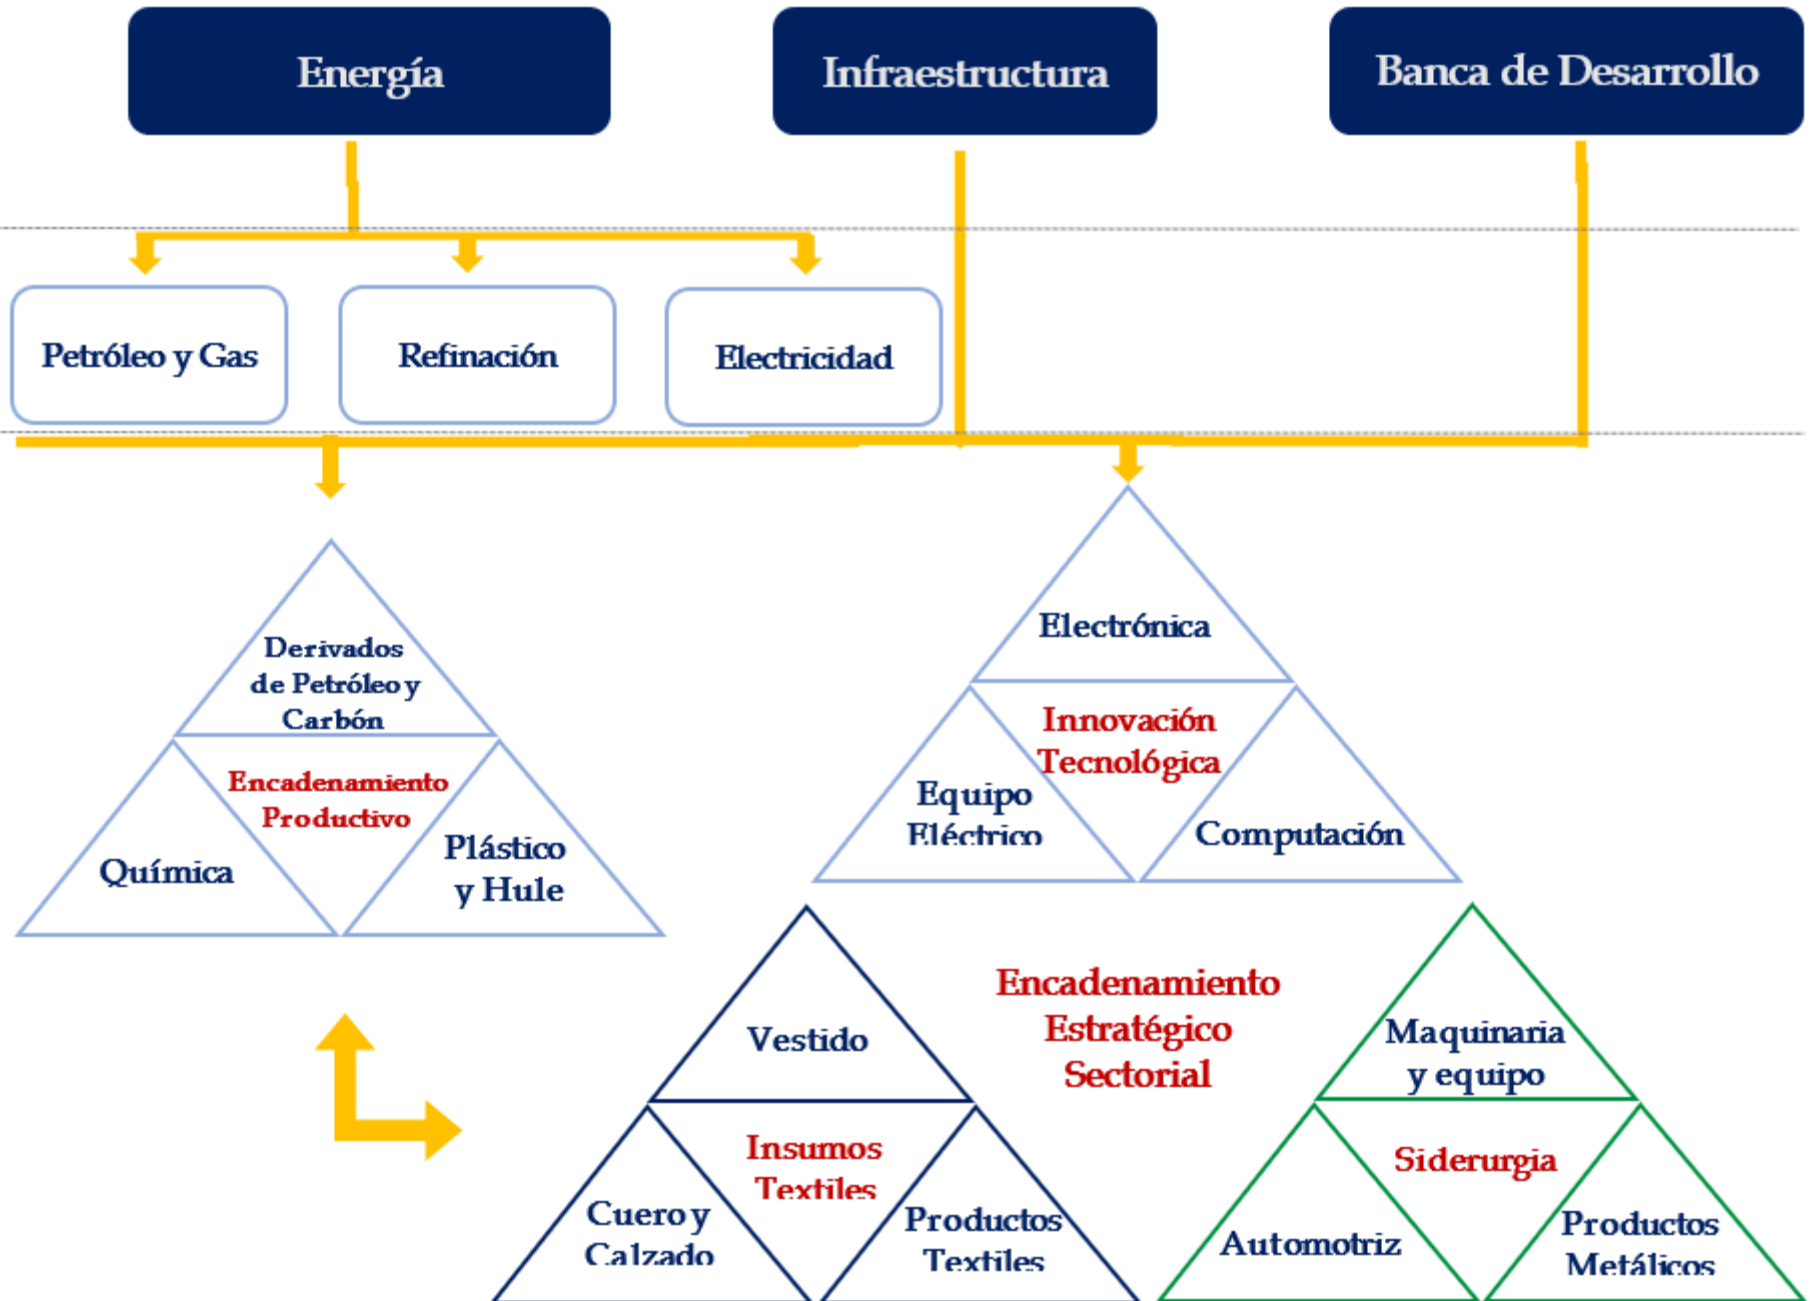 Energía
Infraestructura
Banca de Desarrollo
Petróleo y Gas
Refinación
Electricidad
Derivados
de Petróleo y
Carbón
Encadenamiento
Productivo
Química
Plástico
y Hule
Electrónica
Innovación
Tecnológica
Equipo
Eléctrico
Computación
Encadenamiento
Estratégico
Sectorial
Vestido
Insumos
Textiles
Cuero y
Calzado
Productos
Textiles
Maquinaria
y equipo
Siderurgia
Automotriz
Productos
Metálicos